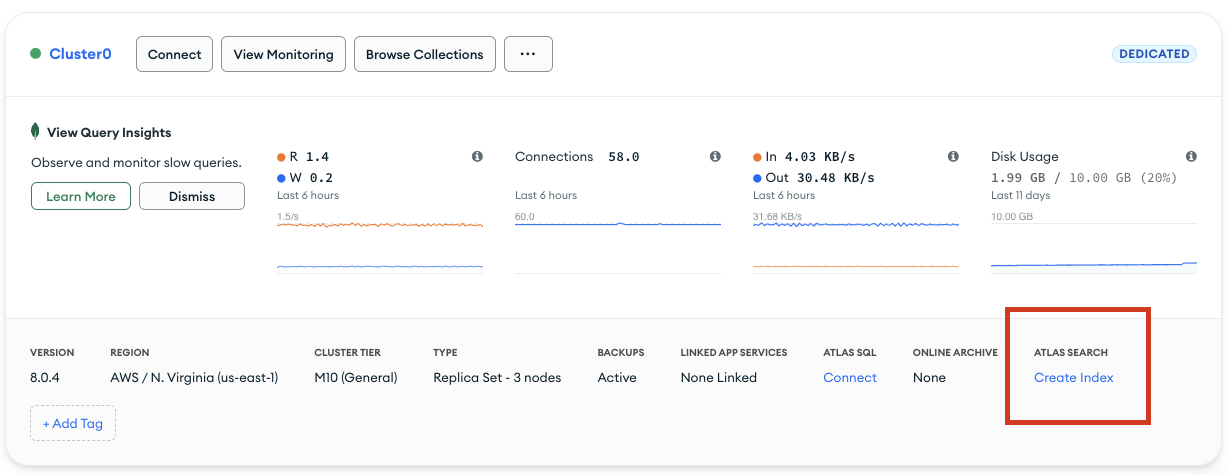 Cluster0
Connect
View Monitoring
Browse Collections
...
DEDICATED
View Query Insights
Observe and monitor slow queries.
Learn More
Dismiss
R 1.4
W 0.2
Last 6 hours
1.5/s
Connections 58.0
Last 6 hours
60.0
In 4.03 KB/s
Out 30.48 KB/s
Last 6 hours
31.68 KB/s
Disk Usage
1.99 GB / 10.00 GB (20%)
Last 11 days
10.00 GB
VERSION
8.0.4
REGION
AWS / N. Virginia (us-east-1)
CLUSTER TIER
M10 (General)
TYPE
Replica Set - 3 nodes
BACKUPS
Active
LINKED APP SERVICES
None Linked
ATLAS SQL
Connect
ONLINE ARCHIVE
None
ATLAS SEARCH
Create Index
+ Add Tag